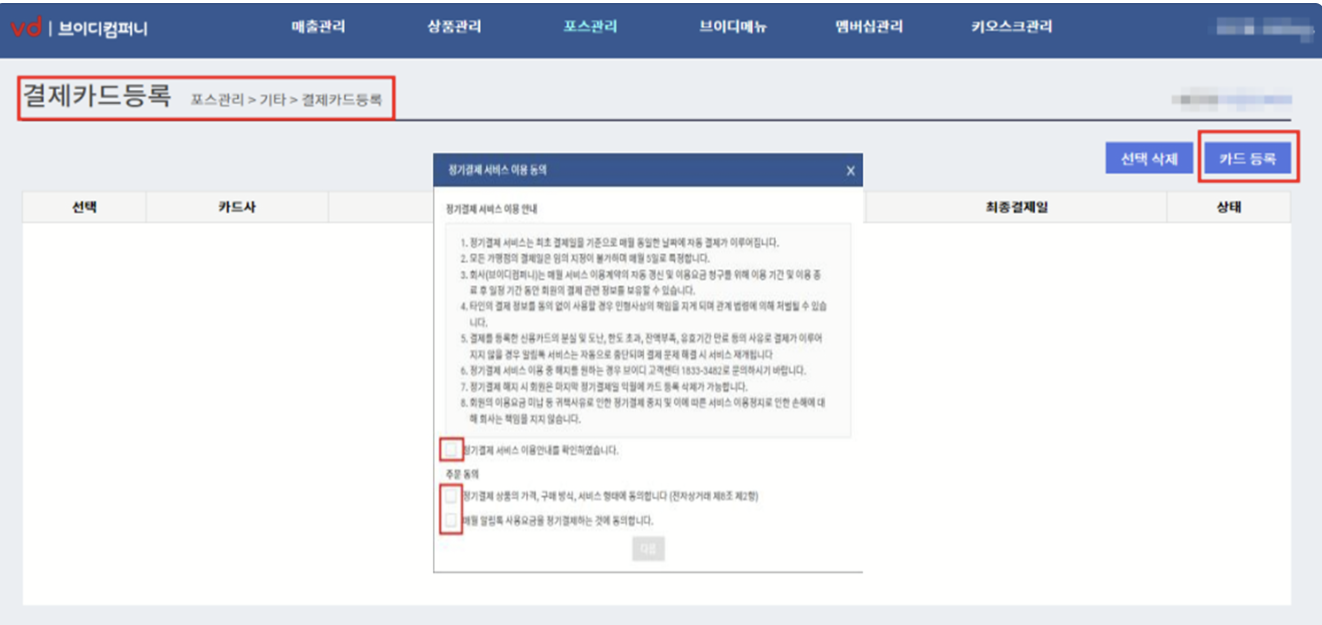 vd | 브이디컴퍼니
매출관리 상품관리 포스관리 브이디메뉴 멤버십관리 키오스크관리
결제카드등록 포스관리 > 기타 > 결제카드등록
선택 삭제 카드 등록
선택 카드사 최종결제일 상태
정기결제 서비스 이용 동의 X
정기결제 서비스 이용 안내
1. 정기결제 서비스는 최초 결제일을 기준으로 매월 동일한 날짜에 자동 결제가 이루어집니다.
2. 모든 가맹점의 결제일은 임의 지정이 불가하며 매월 5일로 특정합니다.
3. 회사(브이디컴퍼니)는 매월 서비스 이용계약의 자동 갱신 및 이용요금 청구를 위해 이용 기간 및 이용 종
료 후 일정 기간 동안 회원의 결제 관련 정보를 보유할 수 있습니다.
4. 타인의 결제 정보를 동의 없이 사용할 경우 민형사상의 책임을 지게 되며 관계 법령에 의해 처벌될 수 있습
니다.
5. 결제를 등록한 신용카드의 분실 및 도난, 한도 초과, 잔액부족, 유효기간 만료 등의 사유로 결제가 이루어
지지 않을 경우 알림톡 서비스는 자동으로 중단되며 결제 문제 해결 시 서비스 재개됩니다
6. 정기결제 서비스 이용 중 해지를 원하는 경우 브이디 고객센터 1833-3482로 문의하시기 바랍니다.
7. 정기결제 해지 시 회원은 마지막 정기결제일 익월에 카드 등록 삭제가 가능합니다.
8. 회원의 이용요금 미납 등 귀책사유로 인한 정기결제 중지 및 이에 따른 서비스 이용정지로 인한 손해에 대
해 회사는 책임을 지지 않습니다.
정기결제 서비스 이용안내를 확인하였습니다.
주문 동의
정기결제 상품의 가격, 구매 방식, 서비스 형태에 동의합니다 (전자상거래 제8조 제2항)
매월 알림톡 사용요금을 정기결제하는 것에 동의합니다.
다음